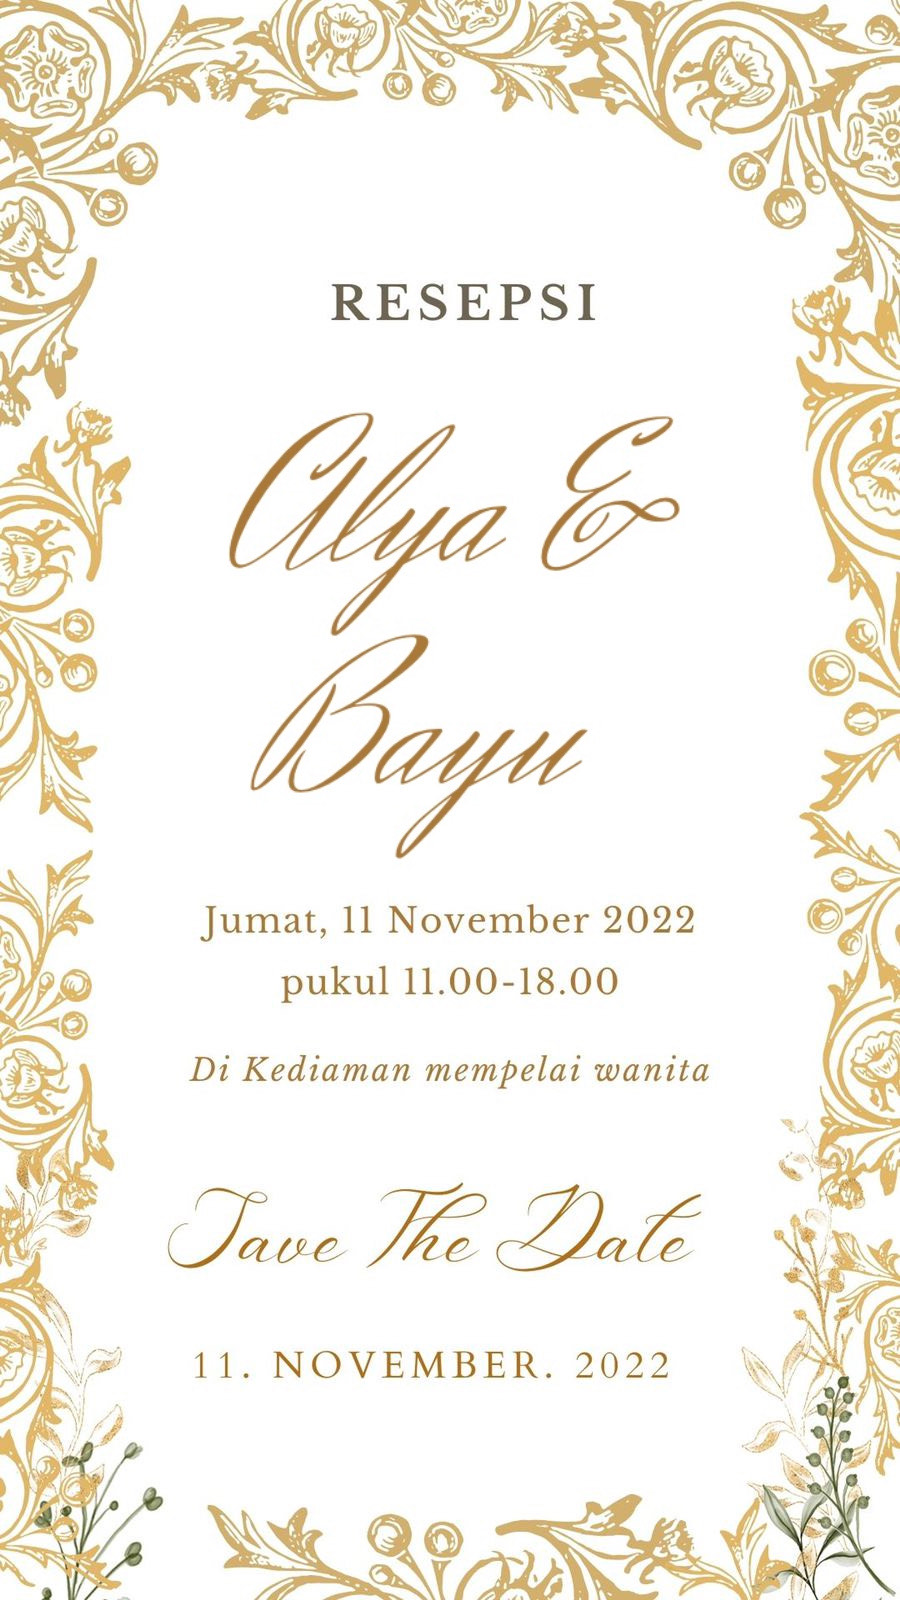 RESEPSI
Alya &
Bayu
Jumat, 11 November 2022
pukul 11.00-18.00
Di Kediaman mempelai wanita
Save The Date
11. NOVEMBER. 2022